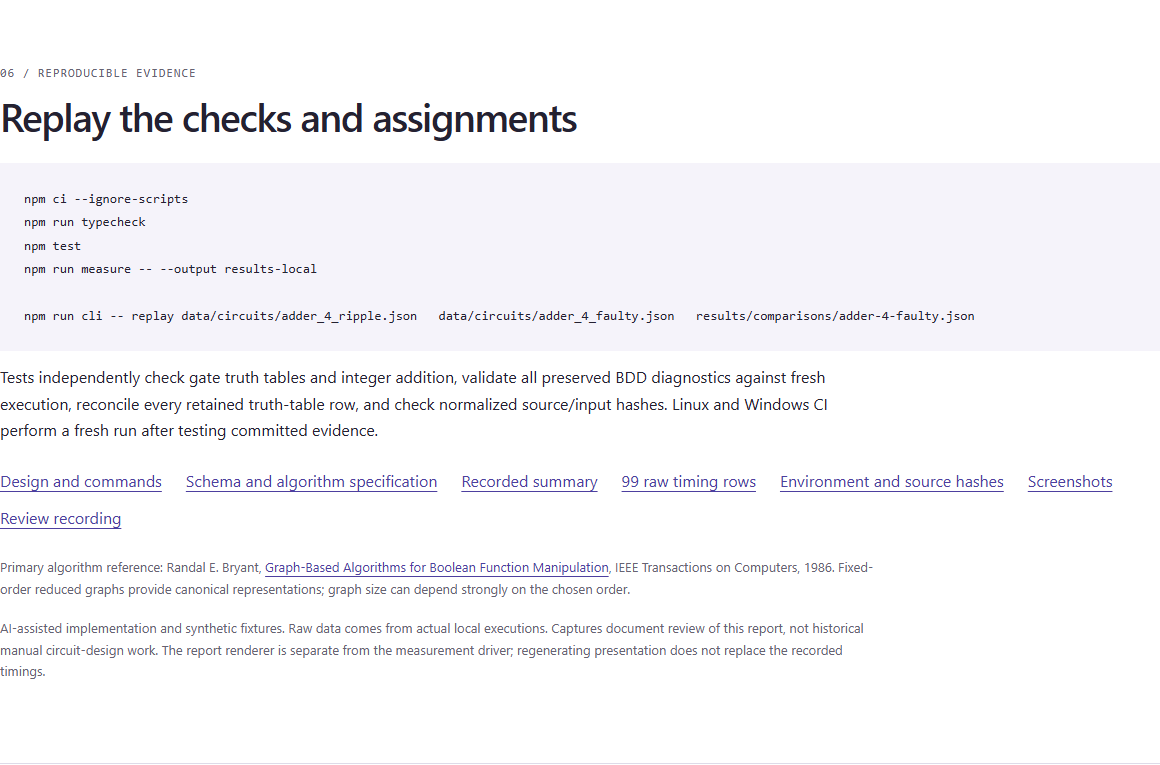 06 / REPRODUCIBLE EVIDENCE
Replay the checks and assignments
npm ci --ignore-scripts
npm run typecheck
npm test
npm run measure -- --output results-local
npm run cli -- replay data/circuits/adder_4_ripple.json   data/circuits/adder_4_faulty.json   results/comparisons/adder-4-faulty.json
Tests independently check gate truth tables and integer addition, validate all preserved BDD diagnostics against fresh
execution, reconcile every retained truth-table row, and check normalized source/input hashes. Linux and Windows CI
perform a fresh run after testing committed evidence.
Design and commands   Schema and algorithm specification   Recorded summary   99 raw timing rows   Environment and source hashes   Screenshots
Review recording
Primary algorithm reference: Randal E. Bryant, Graph-Based Algorithms for Boolean Function Manipulation, IEEE Transactions on Computers, 1986. Fixed-
order reduced graphs provide canonical representations; graph size can depend strongly on the chosen order.
AI-assisted implementation and synthetic fixtures. Raw data comes from actual local executions. Captures document review of this report, not historical
manual circuit-design work. The report renderer is separate from the measurement driver; regenerating presentation does not replace the recorded
timings.